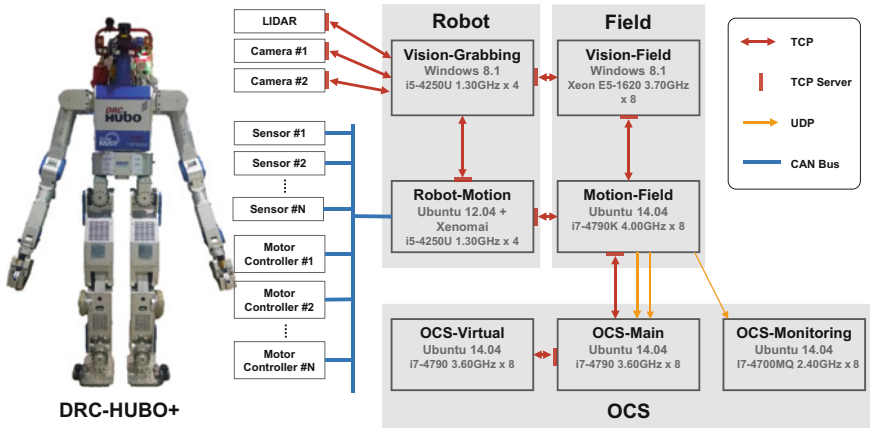 Robot
Field
LIDAR
Camera #1
Camera #2
Vision-Grabbing
Windows 8.1
i5-4250U 1.30GHz x 4
Vision-Field
Windows 8.1
Xeon E5-1620 3.70GHz
x 8
TCP
TCP Server
UDP
CAN Bus
DRC
HUBO
Sensor #1
Sensor #2
Sensor #N
Motor
Controller #1
Motor
Controller #2
Motor
Controller #N
Robot-Motion
Ubuntu 12.04 +
Xenomai
i5-4250U 1.30GHz x 4
Motion-Field
Ubuntu 14.04
i7-4790K 4.00GHz x 8
OCS-Virtual
Ubuntu 14.04
i7-4790 3.60GHz x 8
OCS-Main
Ubuntu 14.04
i7-4790 3.60GHz x 8
OCS-Monitoring
Ubuntu 14.04
I7-4700MQ 2.40GHz x 8
DRC-HUBO+
OCS